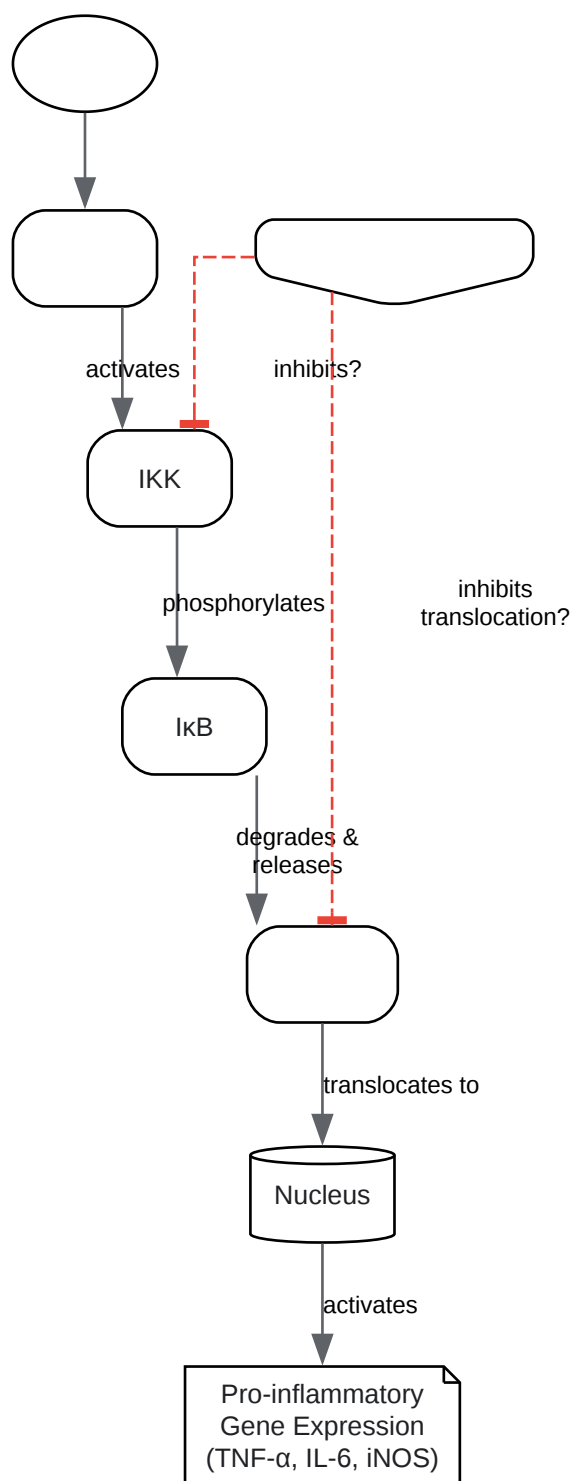 activates
inhibits?
IKK
phosphorylates
inhibits
translocation?
IκB
degrades &
releases
translocates to
Nucleus
activates
Pro-inflammatory
Gene Expression
(TNF-α, IL-6, iNOS)